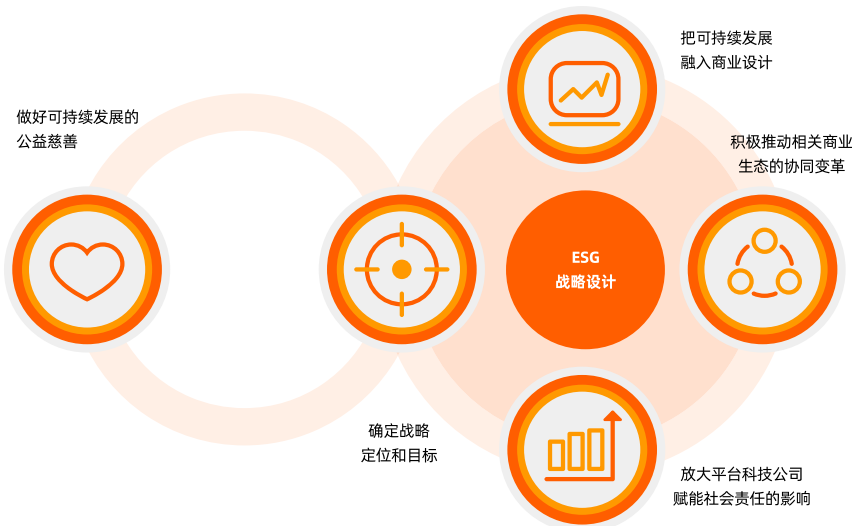 把可持续发展
融入商业设计
做好可持续发展的
公益慈善
积极推动相关商业
生态的协同变革
ESG
战略设计
确定战略
定位和目标
放大平台科技公司
赋能社会责任的影响